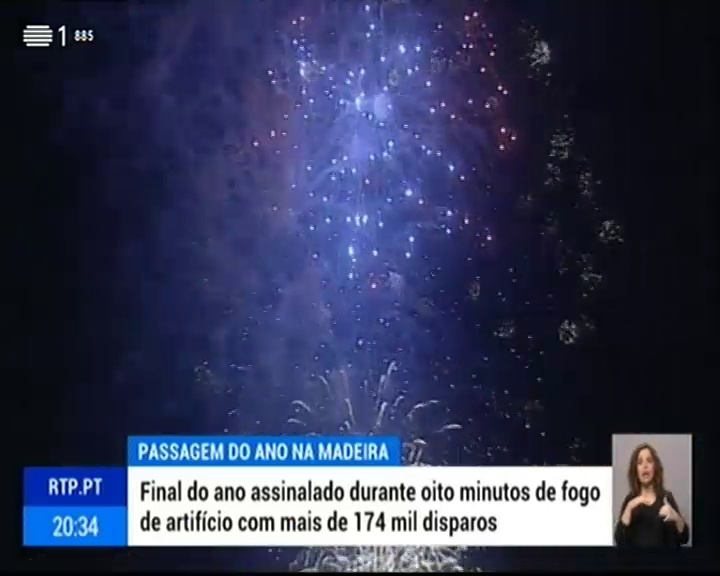 1 885
PASSAGEM DO ANO NA MADEIRA
RTP.PT
20:34
Final do ano assinalado durante oito minutos de fogo
de artifício com mais de 174 mil disparos